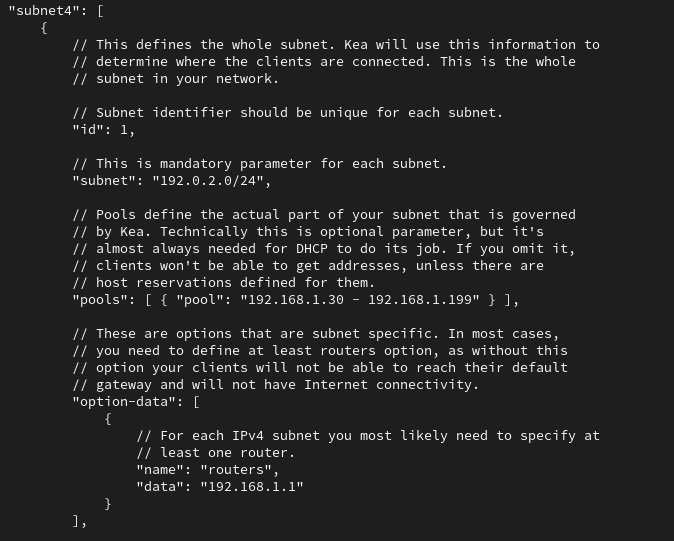 "subnet4": [
    {
        // This defines the whole subnet. Kea will use this information to
        // determine where the clients are connected. This is the whole
        // subnet in your network.

        // Subnet identifier should be unique for each subnet.
        "id": 1,

        // This is mandatory parameter for each subnet.
        "subnet": "192.0.2.0/24",

        // Pools define the actual part of your subnet that is governed
        // by Kea. Technically this is optional parameter, but it's
        // almost always needed for DHCP to do its job. If you omit it,
        // clients won't be able to get addresses, unless there are
        // host reservations defined for them.
        "pools": [ { "pool": "192.168.1.30 - 192.168.1.199" } ],

        // These are options that are subnet specific. In most cases,
        // you need to define at least routers option, as without this
        // option your clients will not be able to reach their default
        // gateway and will not have Internet connectivity.
        "option-data": [
            {
                // For each IPv4 subnet you most likely need to specify at
                // least one router.
                "name": "routers",
                "data": "192.168.1.1"
            }
        ],